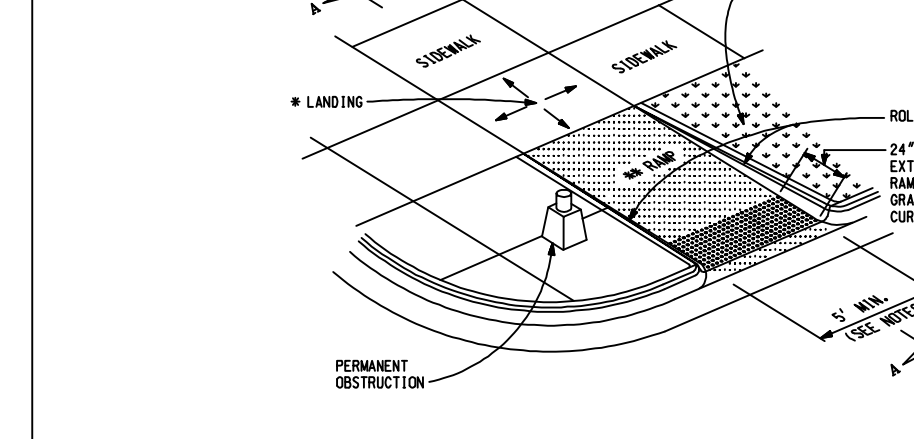 A
SIDEWALK
SIDEWALK
* LANDING
** RAMP
24"
EXT
RAM
GRA
CUR
ROL
5' MIN.
(SEE NOTES
A
PERMANENT
OBSTRUCTION